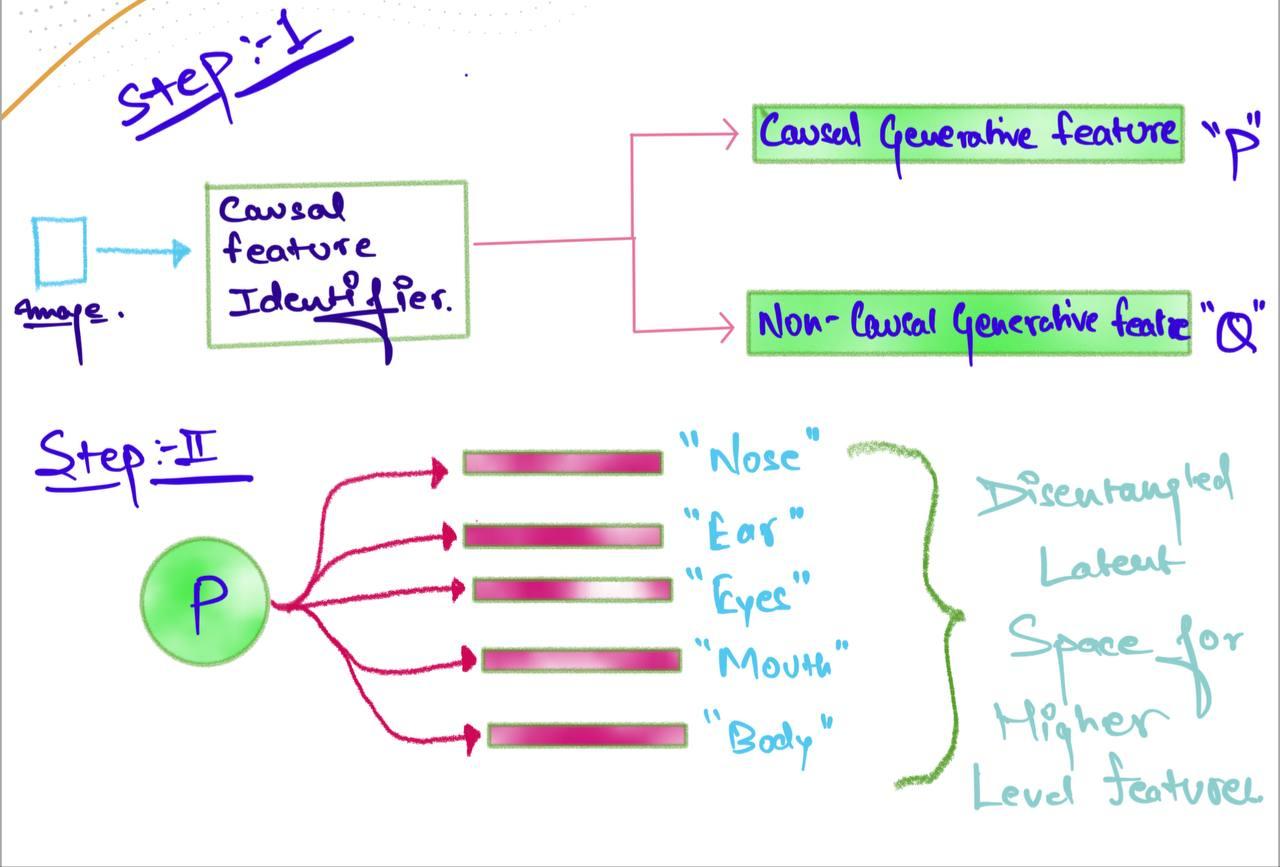 Step:-I
Causal Generative feature "P"
Causal
feature
Identifier.
Image.
Non-Causal Generative featre "Q"
Step:-II
P
"Nose"
"Ear"
"Eyes"
"Mouth"
"Body"
Disentangled
Latent
Space for
Higher
Level features